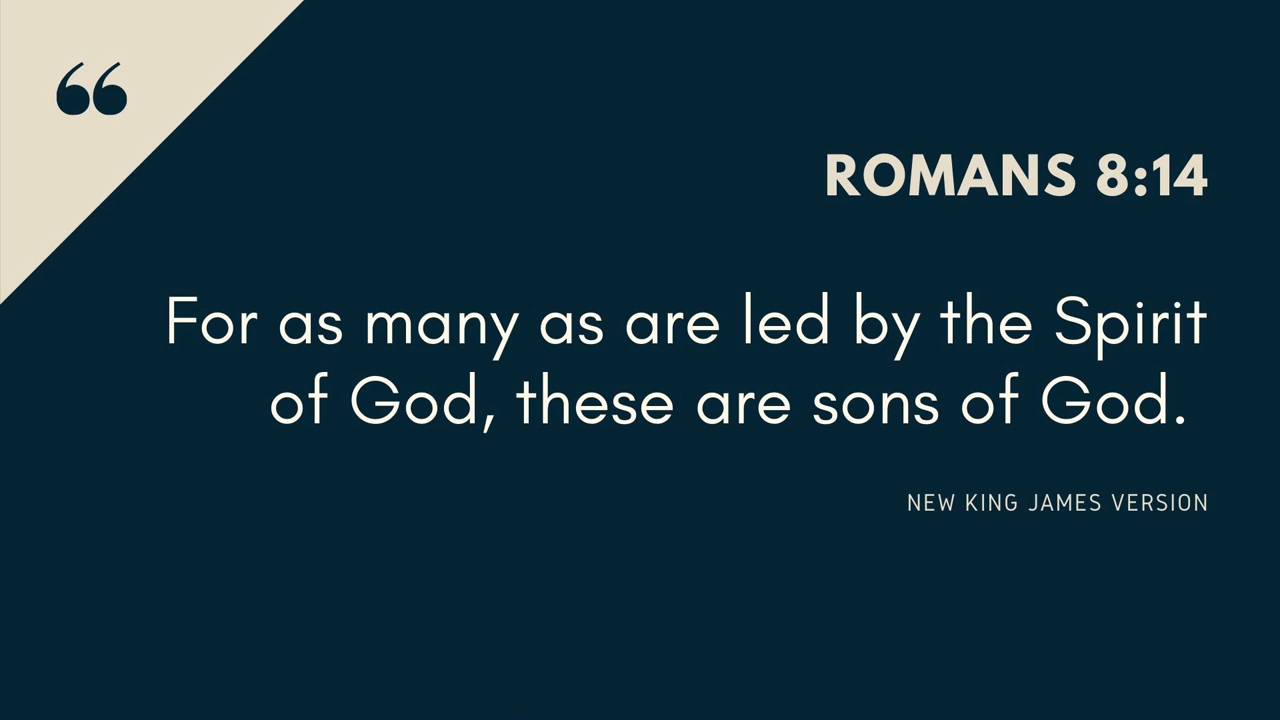 “
ROMANS 8:14
For as many as are led by the Spirit
of God, these are sons of God.
NEW KING JAMES VERSION